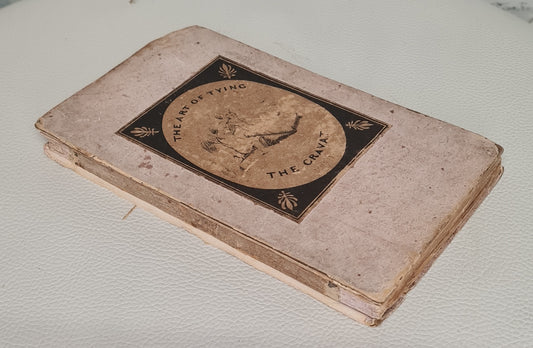 THE ART OF TYING
THE CRAVAT